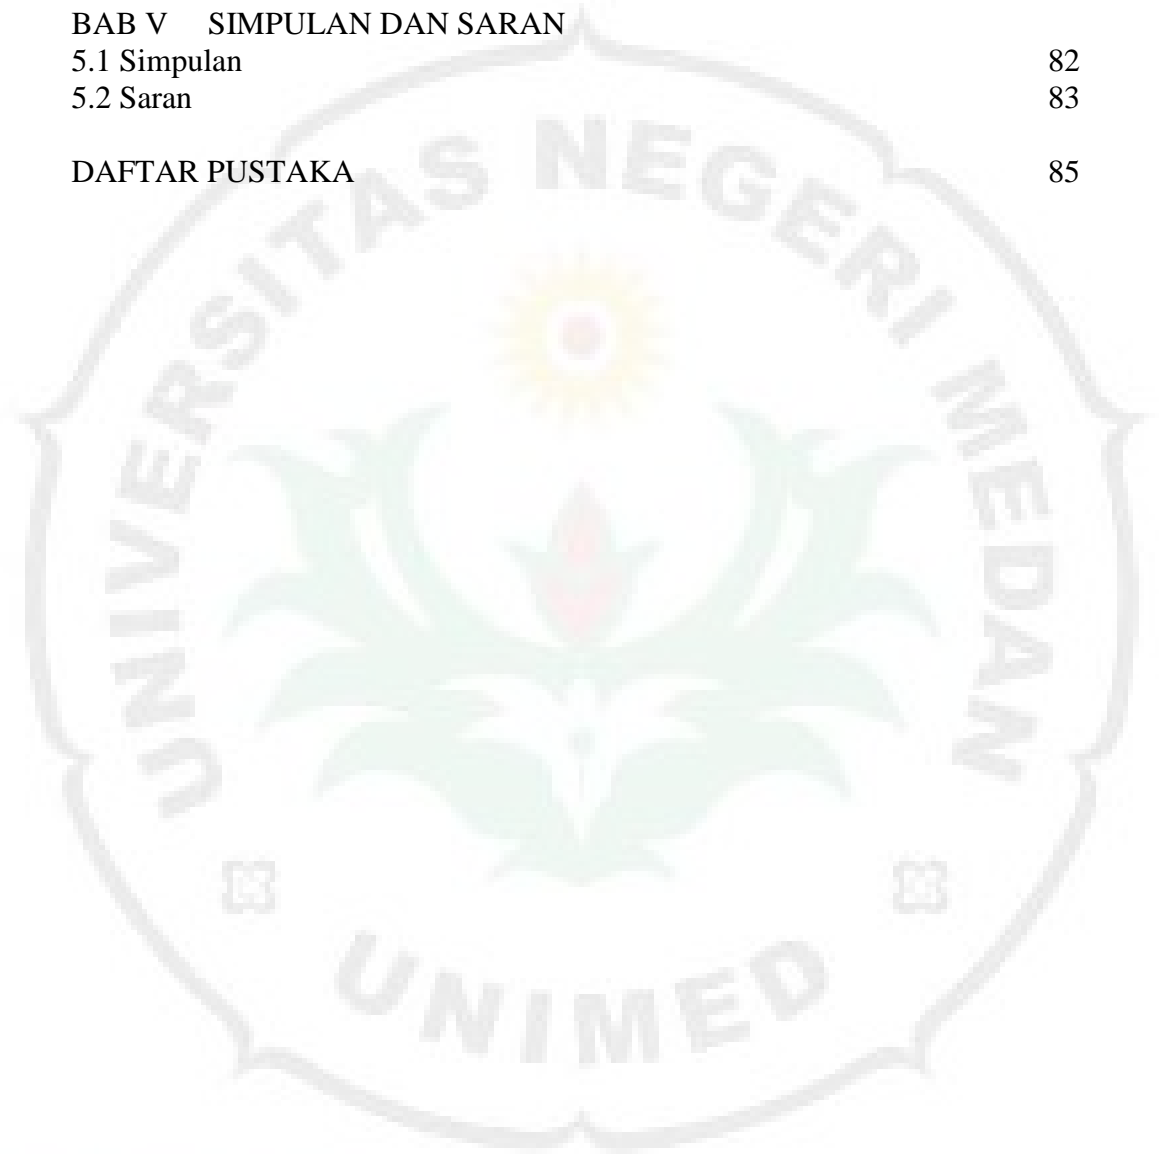 BAB V SIMPULAN DAN SARAN
5.1 Simpulan 82
5.2 Saran 83
DAFTAR PUSTAKA 85
UNIVERSITAS NEGERI MEDAN
UNIMED